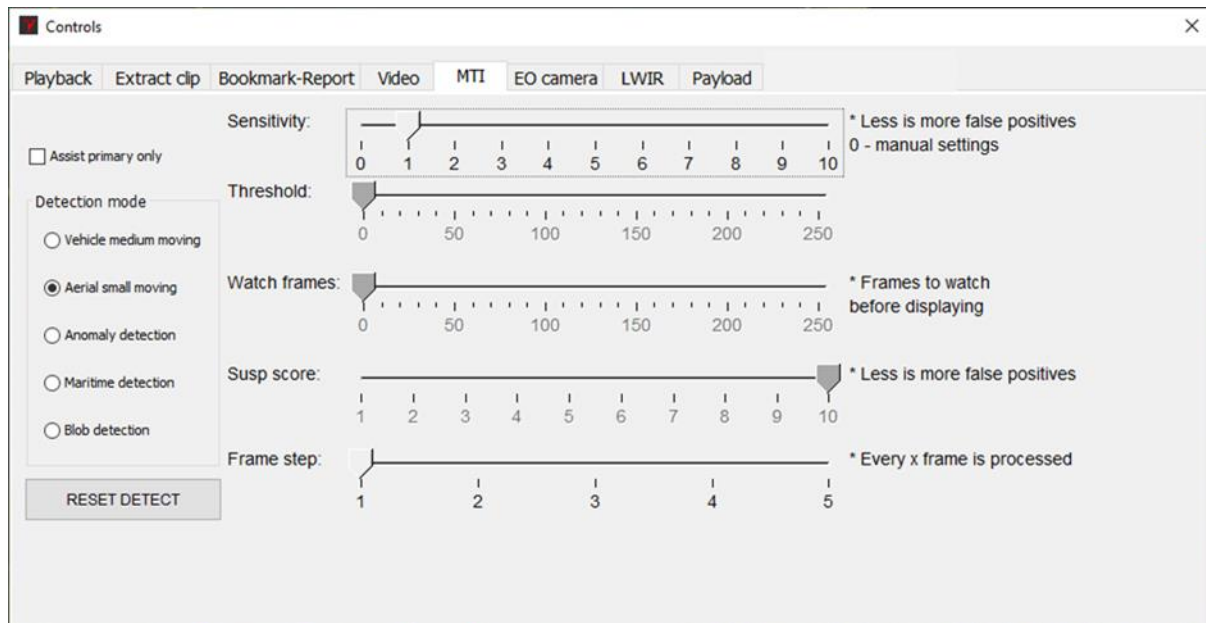 Controls
Playback Extract clip Bookmark-Report Video MTI EO camera LWIR Payload
Assist primary only
Detection mode
Vehicle medium moving
Aerial small moving
Anomaly detection
Maritime detection
Blob detection
RESET DETECT
Sensitivity:
0 1 2 3 4 5 6 7 8 9 10
* Less is more false positives
0 - manual settings
Threshold:
0 50 100 150 200 250
Watch frames:
0 50 100 150 200 250
* Frames to watch
before displaying
Susp score:
1 2 3 4 5 6 7 8 9 10
* Less is more false positives
Frame step:
1 2 3 4 5
* Every x frame is processed